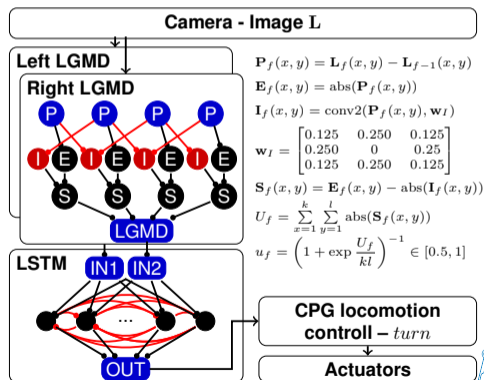 Camera - Image L
Left LGMD
Right LGMD
P P P P
I E I E I E I E
S S S S
LGMD
LSTM
IN1 IN2
...
OUT
P_f(x, y) = L_f(x, y) − L_{f−1}(x, y)
E_f(x, y) = abs(P_f(x, y))
I_f(x, y) = conv2(P_f(x, y), w_I)
w_I = [0.125 0.250 0.125
0.250 0 0.25
0.125 0.250 0.125]
S_f(x, y) = E_f(x, y) − abs(I_f(x, y))
U_f = ∑_{x=1}^{k} ∑_{y=1}^{l} abs(S_f(x, y))
u_f = (1 + exp U_f/kl)^{−1} ∈ [0.5, 1]
CPG locomotion
controll – turn
Actuators